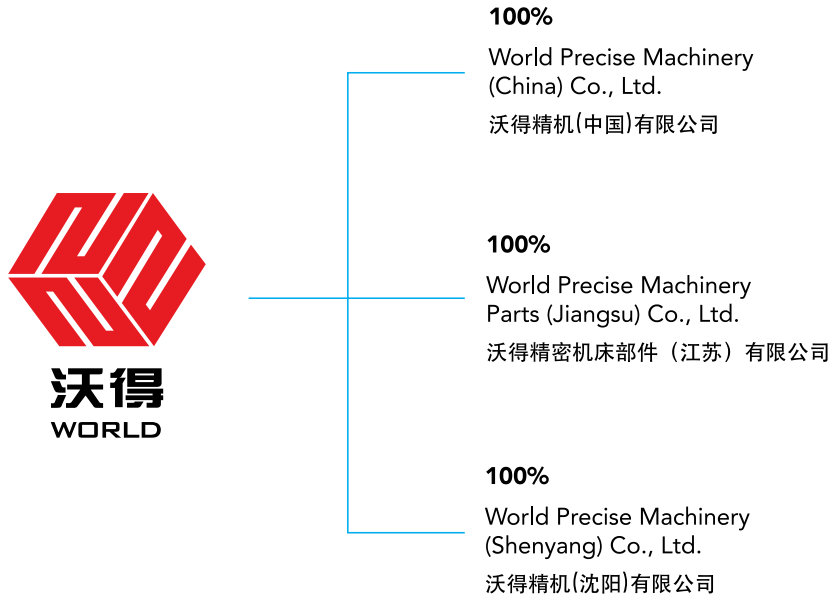 100%
World Precise Machinery
(China) Co., Ltd.
沃得精机(中国)有限公司
沃得
WORLD
100%
World Precise Machinery
Parts (Jiangsu) Co., Ltd.
沃得精密机床部件（江苏）有限公司
100%
World Precise Machinery
(Shenyang) Co., Ltd.
沃得精机(沈阳)有限公司